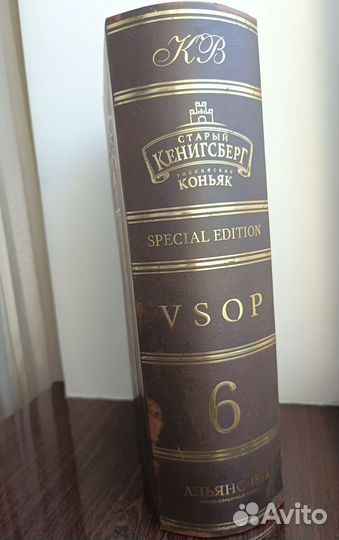 КВ
СТАРЫЙ
КЕНИГСБЕРГ
РОССИЙСКИЙ
КОНЬЯК
SPECIAL EDITION
VSOP
6
АЛЬЯНС-1892
Avito